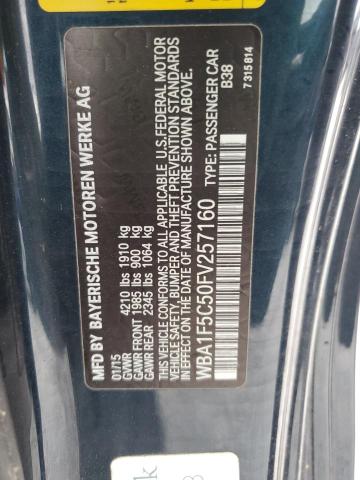 MFD BY BAYERISCHE MOTOREN WERKE AG
01/15
GVWR 4210 lbs 1910 kg
GAWR FRONT 1985 lbs 900 kg
GAWR REAR 2345 lbs 1064 kg
THIS VEHICLE CONFORMS TO ALL APPLICABLE U.S. FEDERAL MOTOR
VEHICLE SAFETY, BUMPER AND THEFT PREVENTION STANDARDS
IN EFFECT ON THE DATE OF MANUFACTURE SHOWN ABOVE.
WBA1F5C50FV257160 TYPE: PASSENGER CAR
B38
7315814